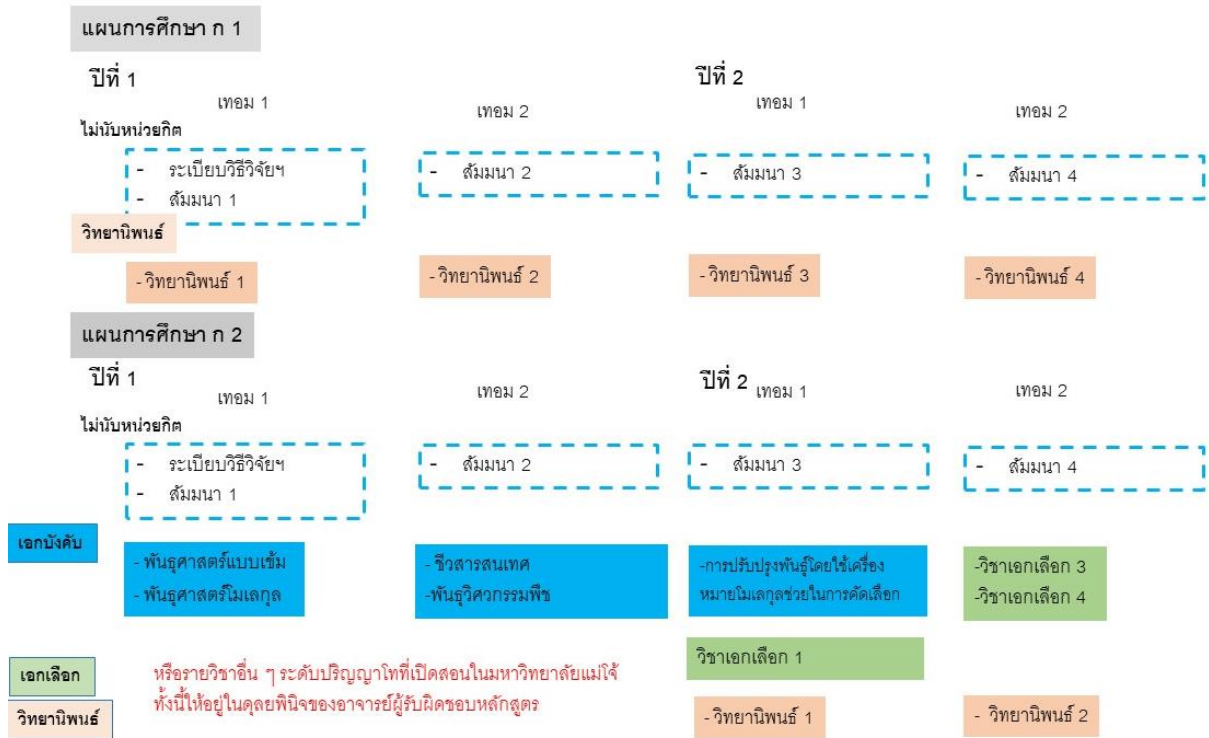 แผนการศึกษา ก 1
ปีที่ 1
ปีที่ 2
เทอม 1
เทอม 2
เทอม 1
เทอม 2
ไม่นับหน่วยกิต
- ระเบียบวิธีวิจัยฯ
- สัมมนา 1
- สัมมนา 2
- สัมมนา 3
- สัมมนา 4
วิทยานิพนธ์
- วิทยานิพนธ์ 1
- วิทยานิพนธ์ 2
- วิทยานิพนธ์ 3
- วิทยานิพนธ์ 4
แผนการศึกษา ก 2
ปีที่ 1
ปีที่ 2
เทอม 1
เทอม 2
เทอม 1
เทอม 2
ไม่นับหน่วยกิต
- ระเบียบวิธีวิจัยฯ
- สัมมนา 1
- สัมมนา 2
- สัมมนา 3
- สัมมนา 4
เอกบังคับ
- พันธุศาสตร์แบบเข้ม
- พันธุศาสตร์โมเลกุล
- ชีวสารสนเทศ
-พันธุวิศวกรรมพืช
-การปรับปรุงพันธุ์โดยใช้เครื่อง
หมายโมเลกุลช่วยในการคัดเลือก
-วิชาเอกเลือก 3
-วิชาเอกเลือก 4
เอกเลือก
หรือรายวิชาอื่น ๆ ระดับปริญญาโทที่เปิดสอนในมหาวิทยาลัยแม่โจ้
ทั้งนี้ให้อยู่ในดุลยพินิจของอาจารย์ผู้รับผิดชอบหลักสูตร
วิชาเอกเลือก 1
วิทยานิพนธ์
- วิทยานิพนธ์ 1
- วิทยานิพนธ์ 2